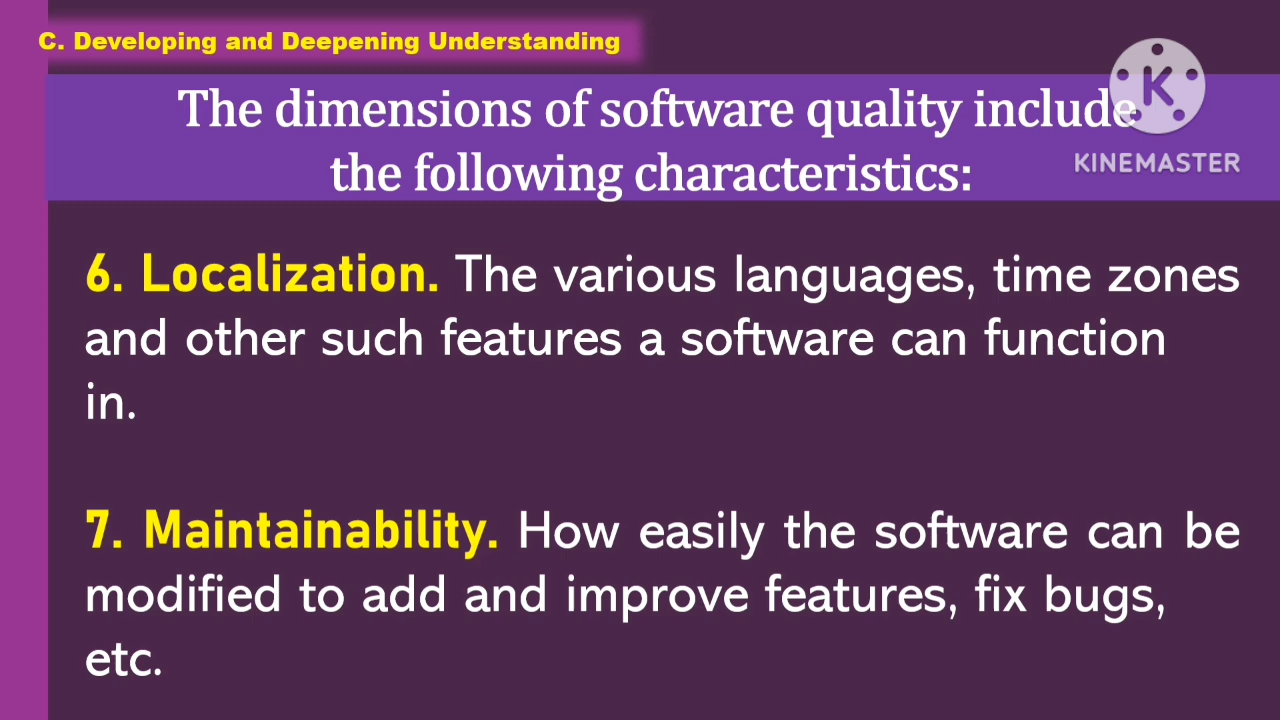 C. Developing and Deepening Understanding
The dimensions of software quality include
the following characteristics:
K
KINEMASTER
6. Localization. The various languages, time zones
and other such features a software can function
in.
7. Maintainability. How easily the software can be
modified to add and improve features, fix bugs,
etc.